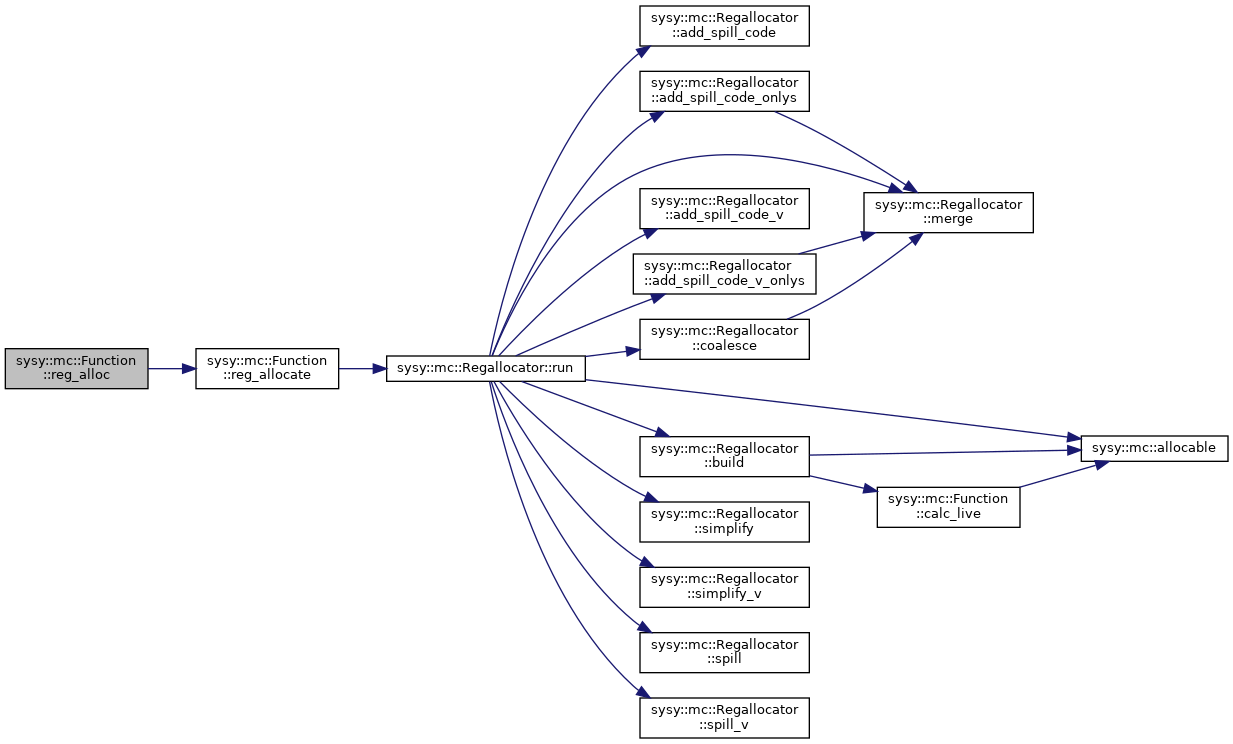 sysy::mc::Function
::reg_alloc
sysy::mc::Function
::reg_allocate
sysy::mc::Regallocator::run
sysy::mc::Regallocator
::add_spill_code
sysy::mc::Regallocator
::add_spill_code_onlys
sysy::mc::Regallocator
::add_spill_code_v
sysy::mc::Regallocator
::add_spill_code_v_onlys
sysy::mc::Regallocator
::coalesce
sysy::mc::Regallocator
::build
sysy::mc::Regallocator
::simplify
sysy::mc::Regallocator
::simplify_v
sysy::mc::Regallocator
::spill
sysy::mc::Regallocator
::spill_v
sysy::mc::Regallocator
::merge
sysy::mc::Function
::calc_live
sysy::mc::allocable